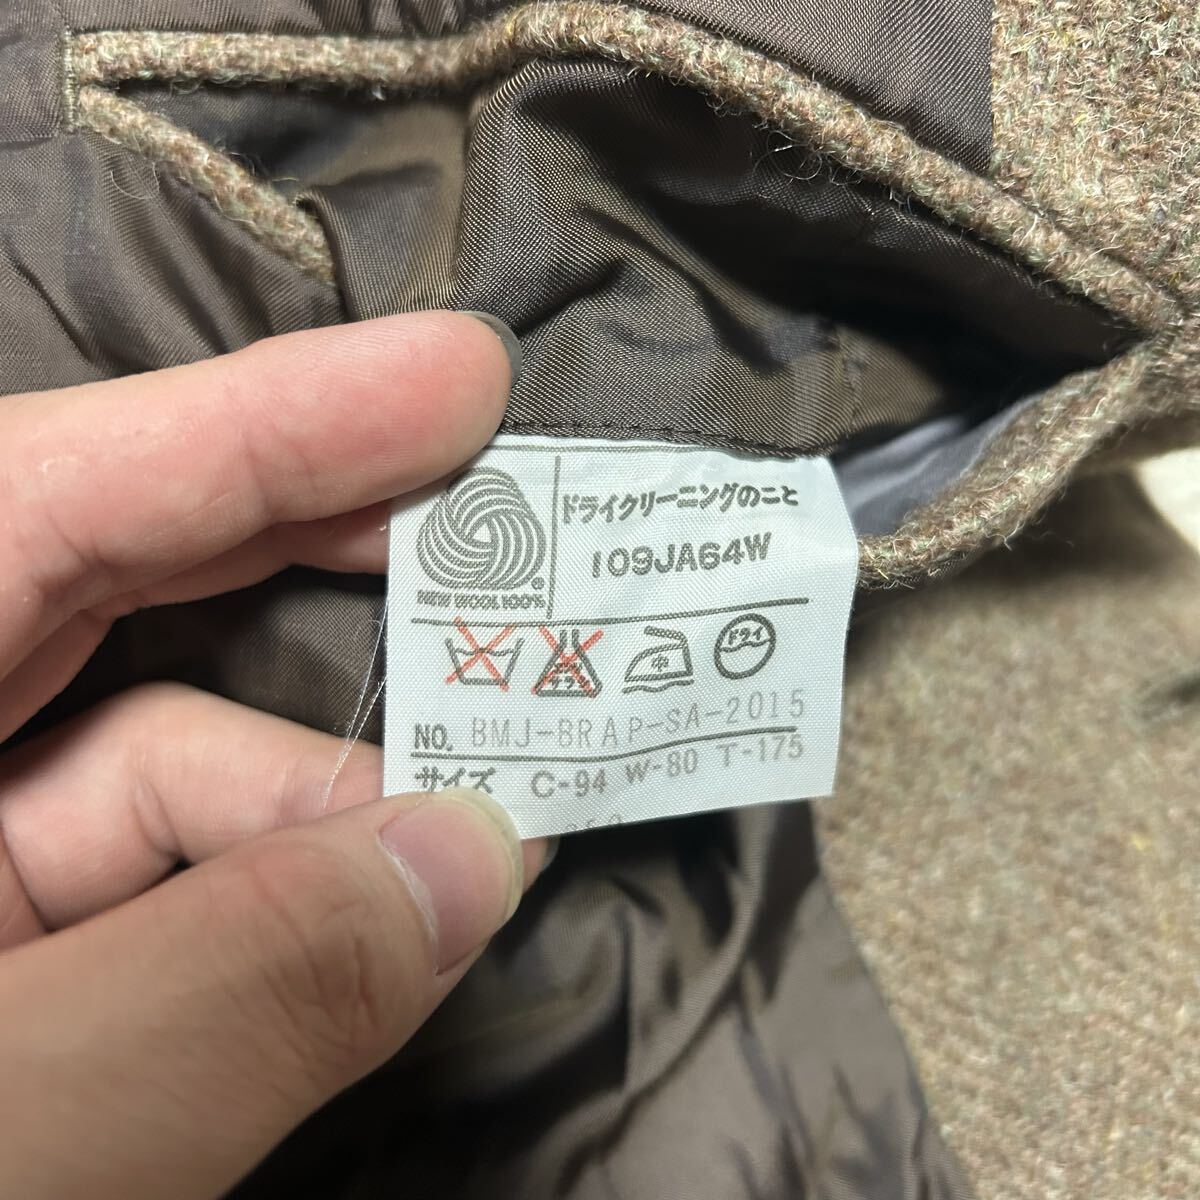 ドライクリーニングのこと
109JA64W
NEW WOOL 100%
中
ドライ
NO. BMJ-BRAP-SA-2015
サイズ C-94 W-80 T-175